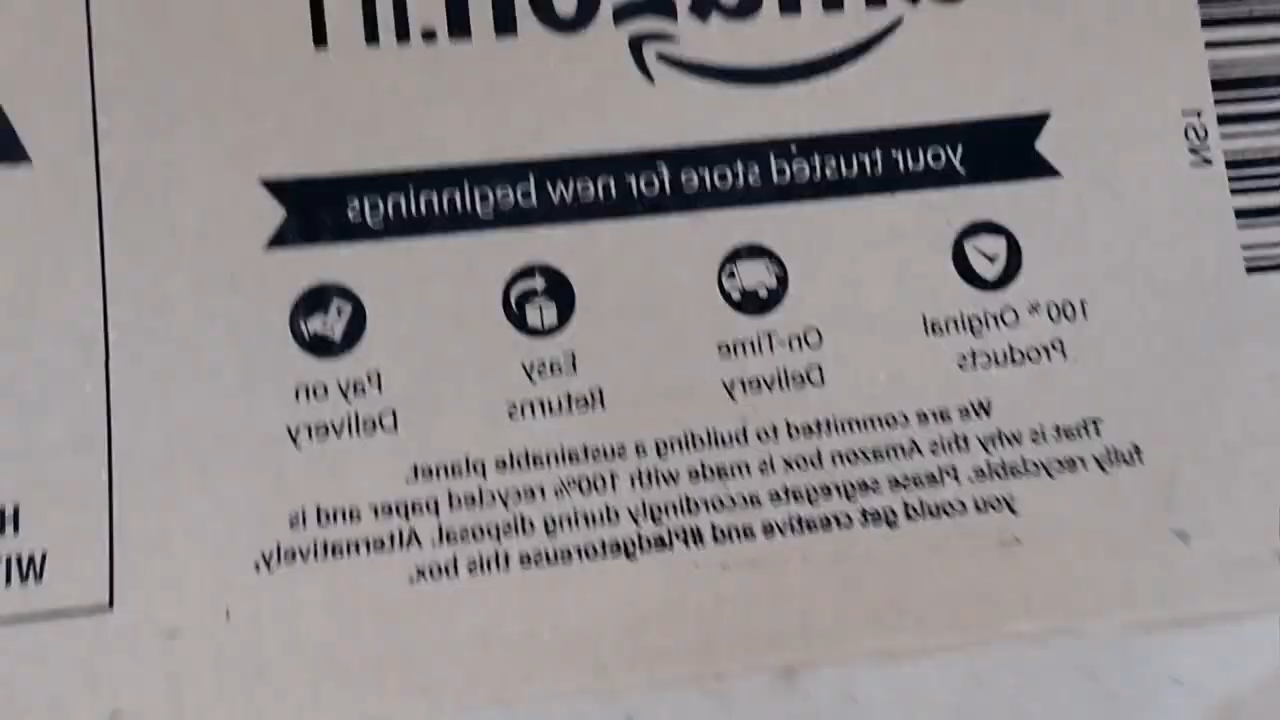 amazon.in
your trusted store for new beginnings
100% Original
Products
On-Time
Delivery
Easy
Returns
Pay on
Delivery
We are committed to building a sustainable planet.
That is why this Amazon box is made with 100% recycled paper and is
fully recyclable. Please segregate accordingly during disposal. Alternatively,
you could get creative and #Pledgetoreuse this box.